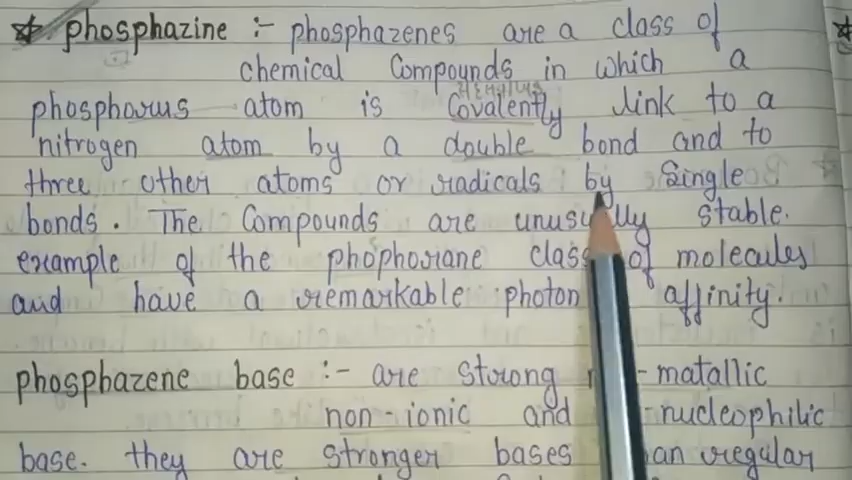 phosphazine :- phosphazenes are a class of
chemical Compounds in which a
phosphorus atom is Covalently link to a
nitrogen atom by a double bond and to
three other atoms or radicals by Single
bonds. The Compounds are unusually stable.
example of the phophorane class of molecules
and have a remarkable photon affinity.
phosphazene base :- are strong -matallic
non-ionic and nucleophilic
base. they are stronger bases regular